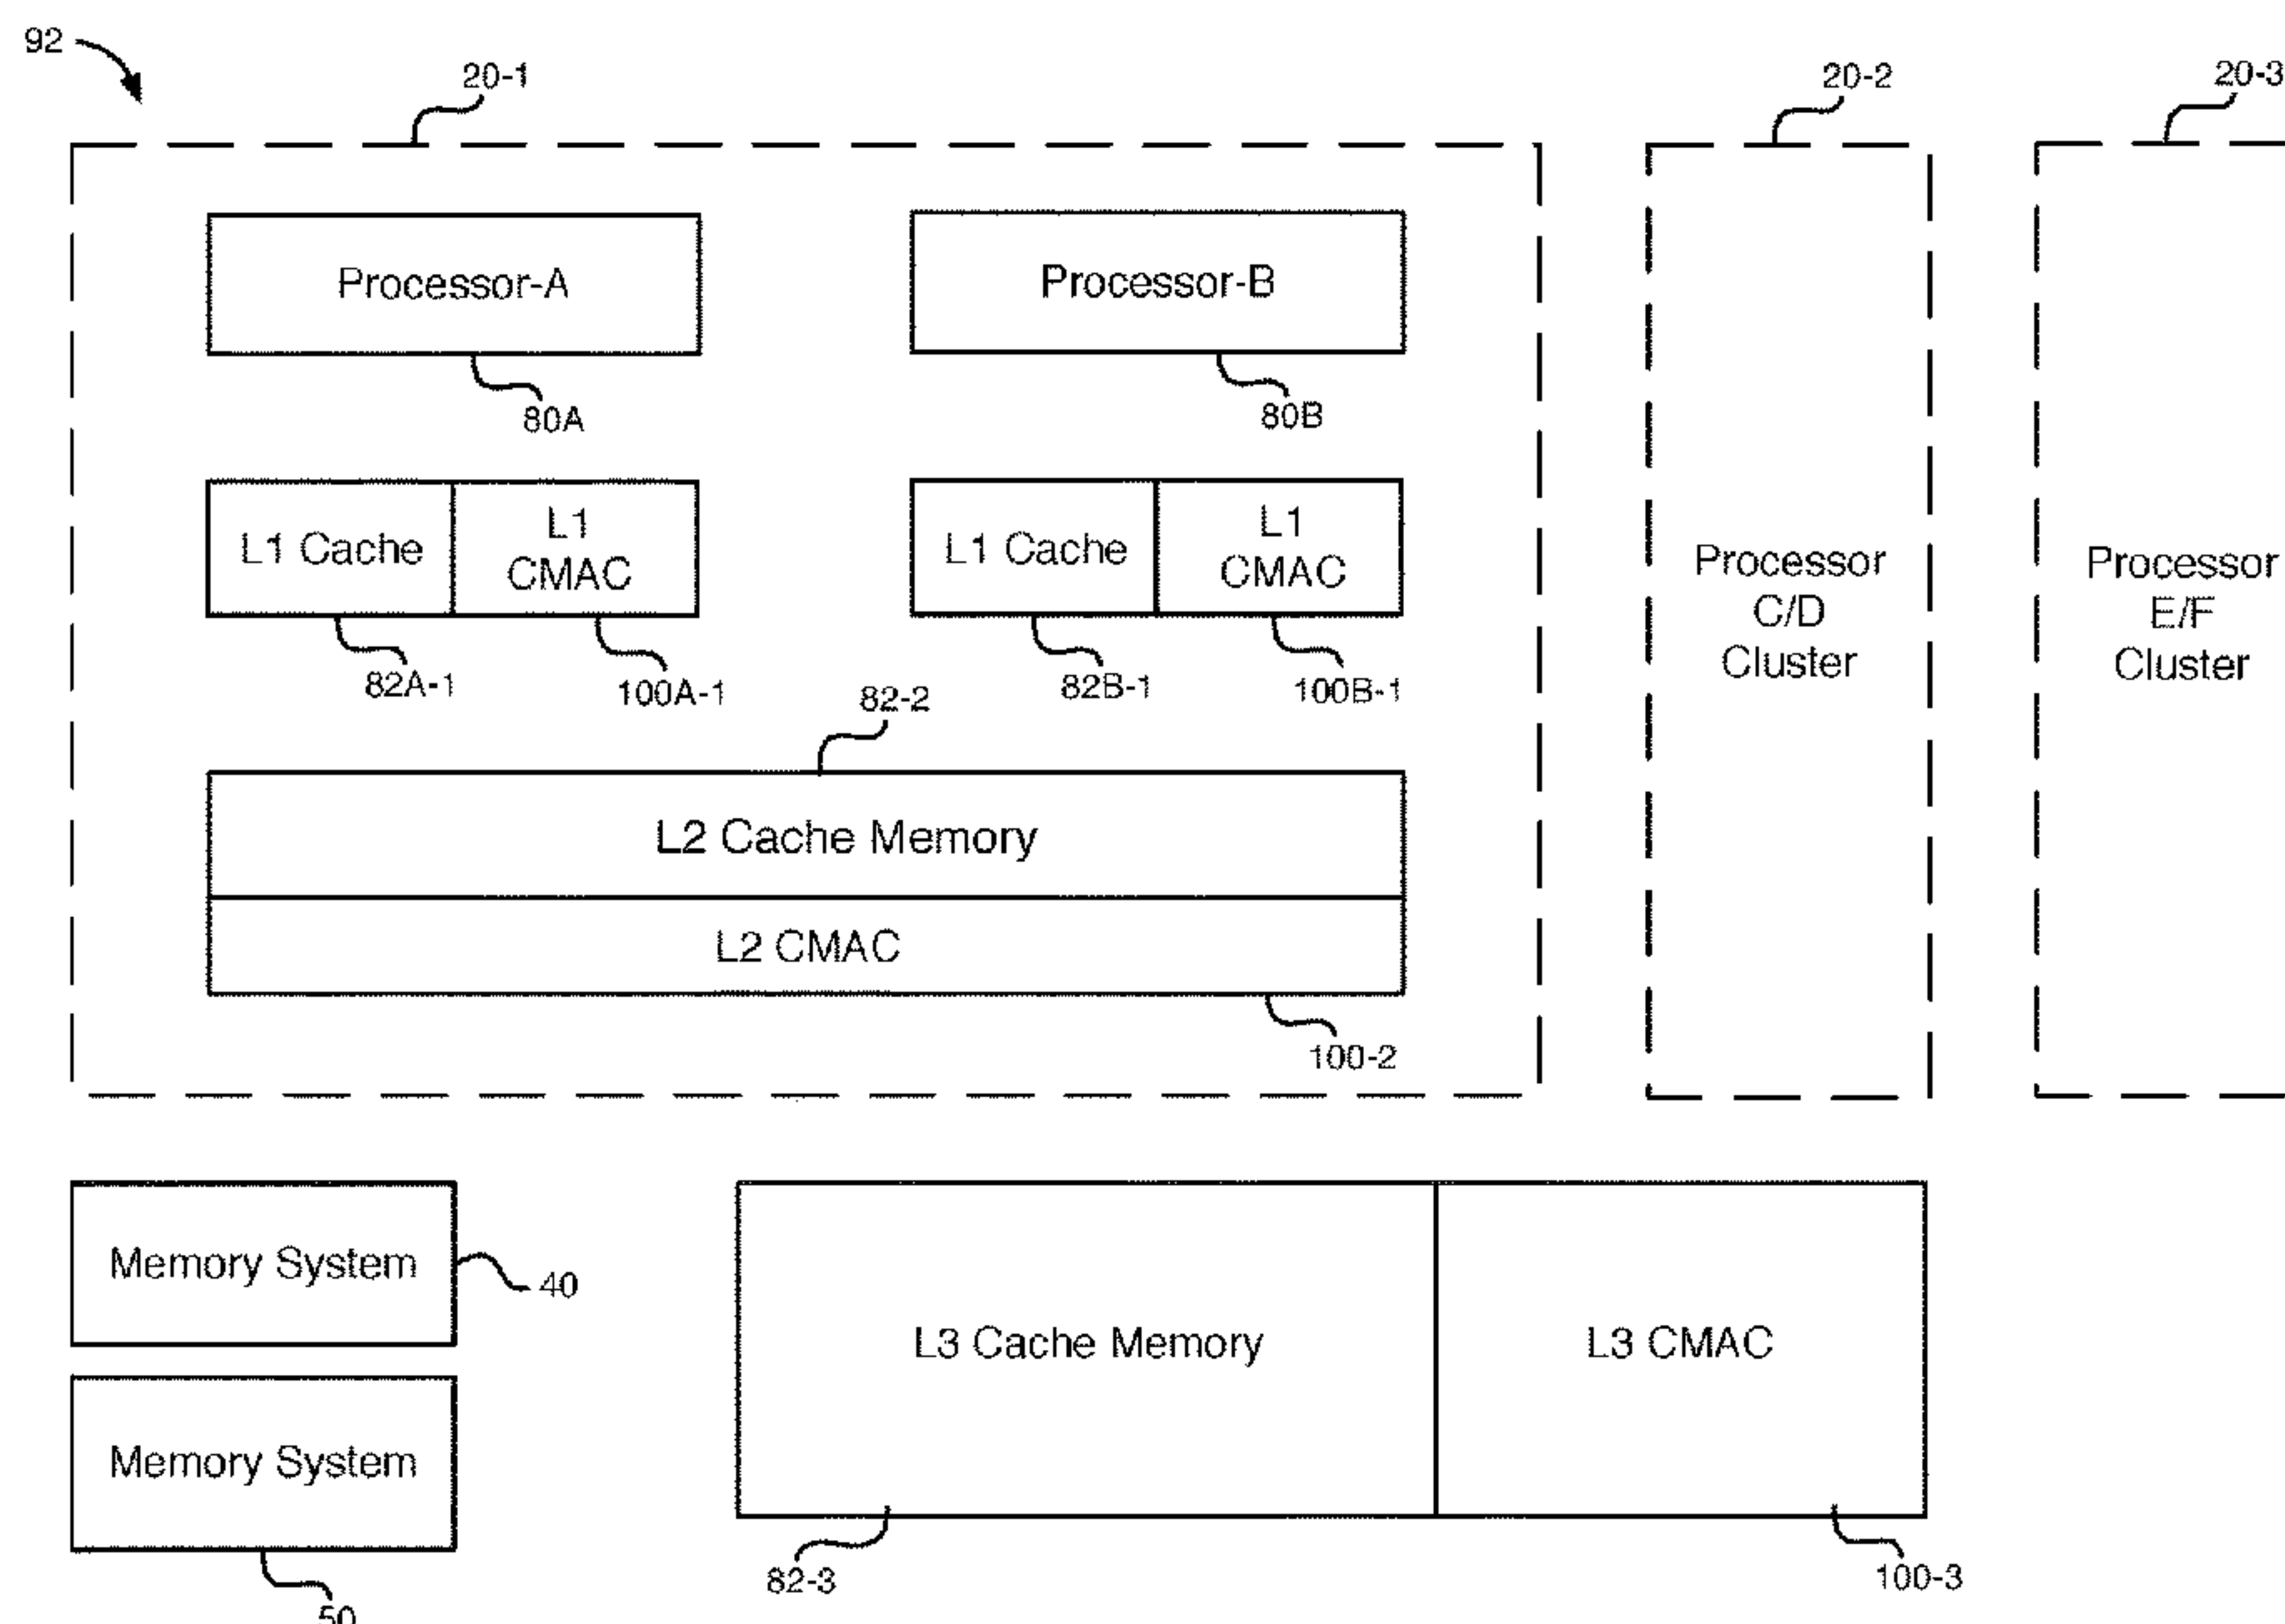 92
20-1
20-2
20-3
Processor-A
Processor-B
80A
80B
L1 Cache
L1
CMAC
L1 Cache
L1
CMAC
82A-1
100A-1
82B-1
100B-1
82-2
L2 Cache Memory
L2 CMAC
100-2
Processor
C/D
Cluster
Processor
E/F
Cluster
Memory System
40
Memory System
50
L3 Cache Memory
L3 CMAC
82-3
100-3